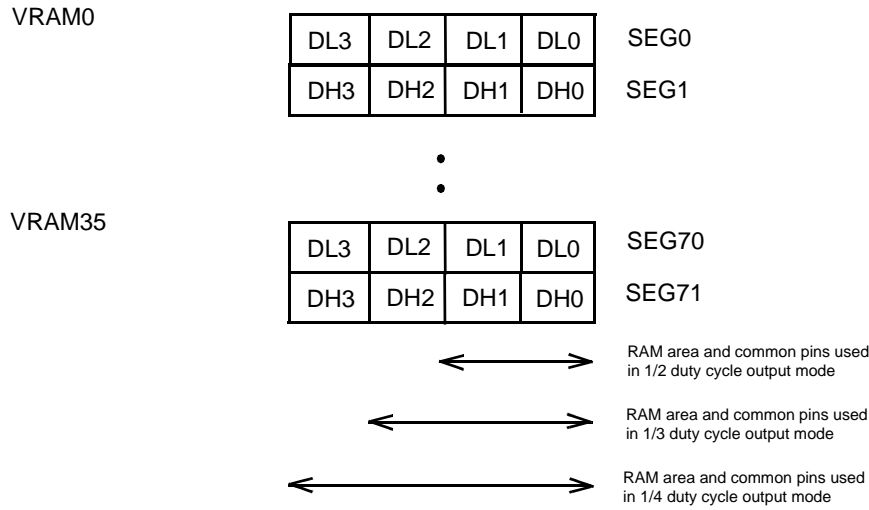 VRAM0
DL3 DL2 DL1 DL0 SEG0
DH3 DH2 DH1 DH0 SEG1
VRAM35
DL3 DL2 DL1 DL0 SEG70
DH3 DH2 DH1 DH0 SEG71
RAM area and common pins used
in 1/2 duty cycle output mode
RAM area and common pins used
in 1/3 duty cycle output mode
RAM area and common pins used
in 1/4 duty cycle output mode